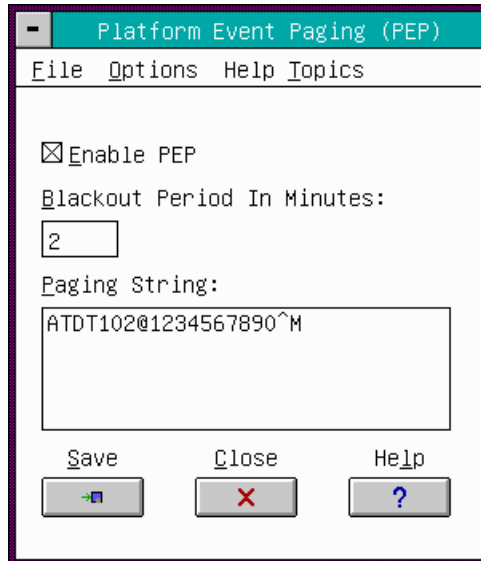 Platform Event Paging (PEP)
File Options Help Topics
Enable PEP
Blackout Period In Minutes:
2
Paging String:
ATDT102@1234567890^M
Save Close Help
?